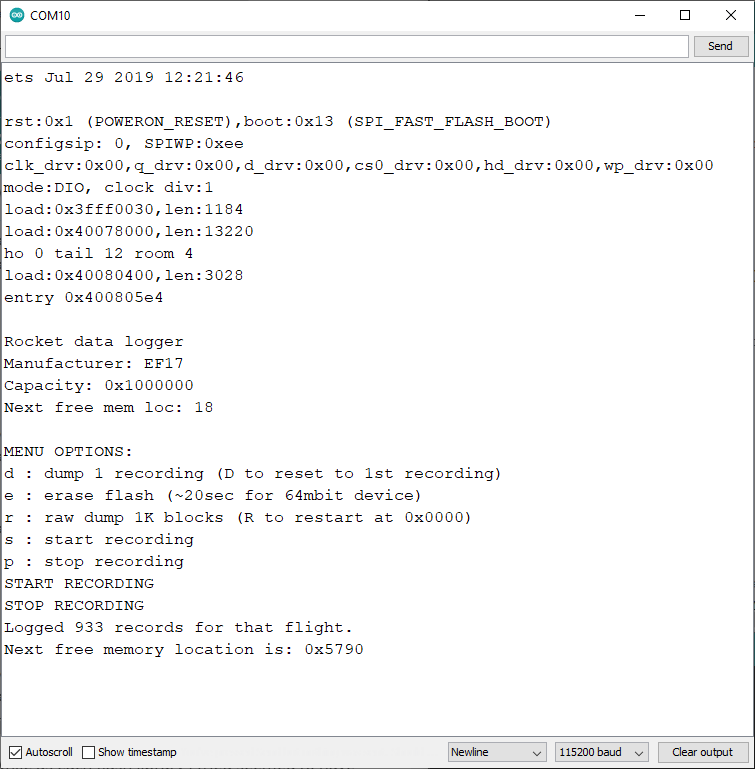 COM10
Send
ets Jul 29 2019 12:21:46
rst:0x1 (POWERON_RESET),boot:0x13 (SPI_FAST_FLASH_BOOT)
configsip: 0, SPIWP:0xee
clk_drv:0x00,q_drv:0x00,d_drv:0x00,cs0_drv:0x00,hd_drv:0x00,wp_drv:0x00
mode:DIO, clock div:1
load:0x3fff0030,len:1184
load:0x40078000,len:13220
ho 0 tail 12 room 4
load:0x40080400,len:3028
entry 0x400805e4
Rocket data logger
Manufacturer: EF17
Capacity: 0x1000000
Next free mem loc: 18
MENU OPTIONS:
d : dump 1 recording (D to reset to 1st recording)
e : erase flash (~20sec for 64mbit device)
r : raw dump 1K blocks (R to restart at 0x0000)
s : start recording
p : stop recording
START RECORDING
STOP RECORDING
Logged 933 records for that flight.
Next free memory location is: 0x5790
Autoscroll Show timestamp Newline 115200 baud Clear output